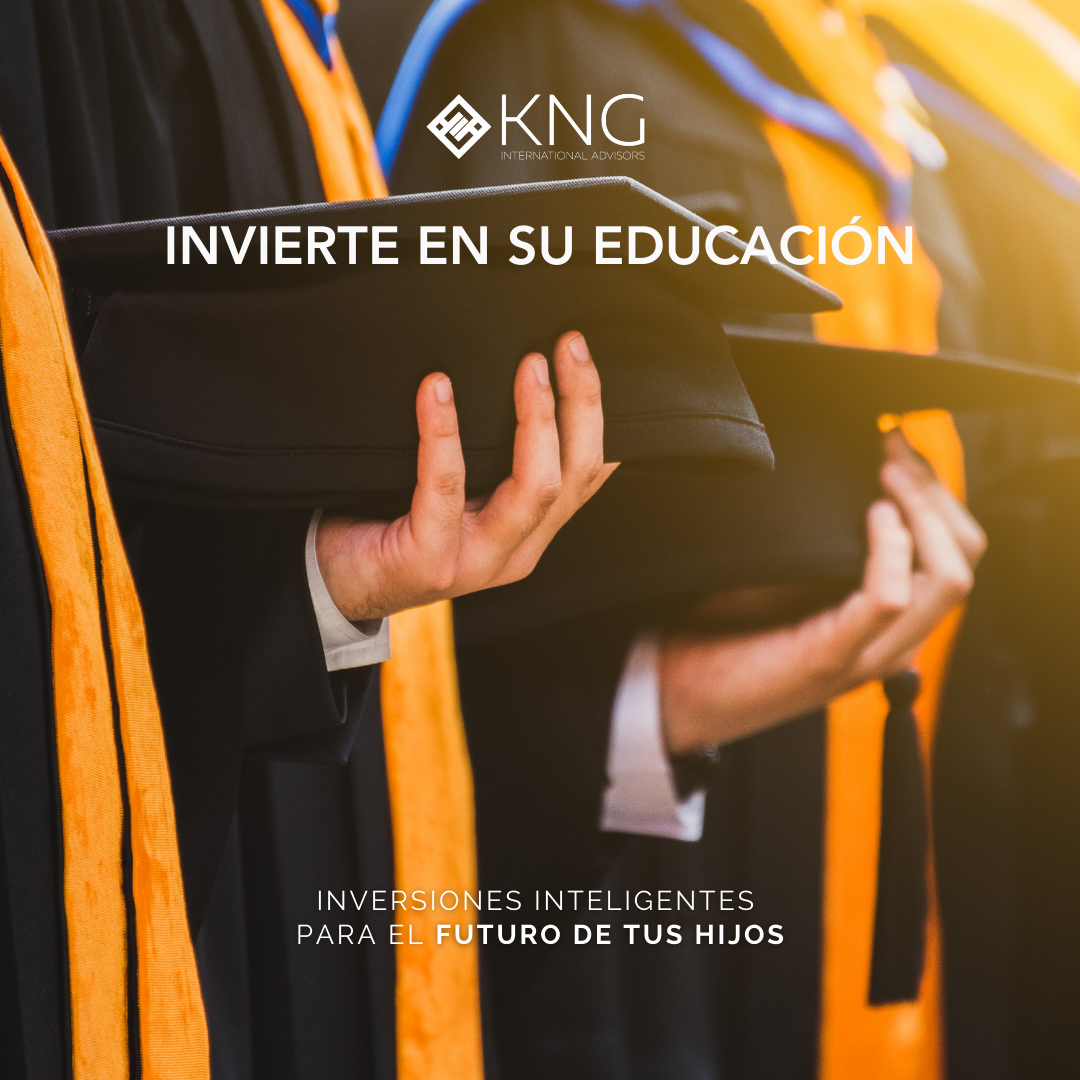 KNG
INTERNATIONAL ADVISORS
INVIERTE EN SU EDUCACIÓN
INVERSIONES INTELIGENTES
PARA EL FUTURO DE TUS HIJOS